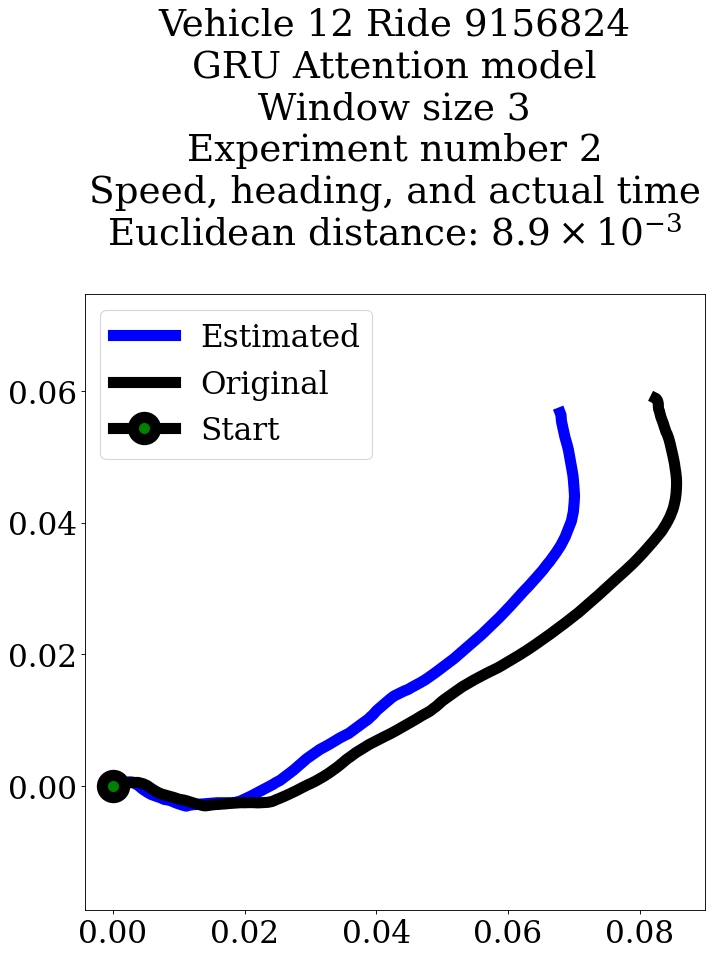 Vehicle 12 Ride 9156824
GRU Attention model
Window size 3
Experiment number 2
Speed, heading, and actual time
Euclidean distance: 8.9 × 10⁻³
Estimated
Original
Start
0.06
0.04
0.02
0.00
0.00 0.02 0.04 0.06 0.08